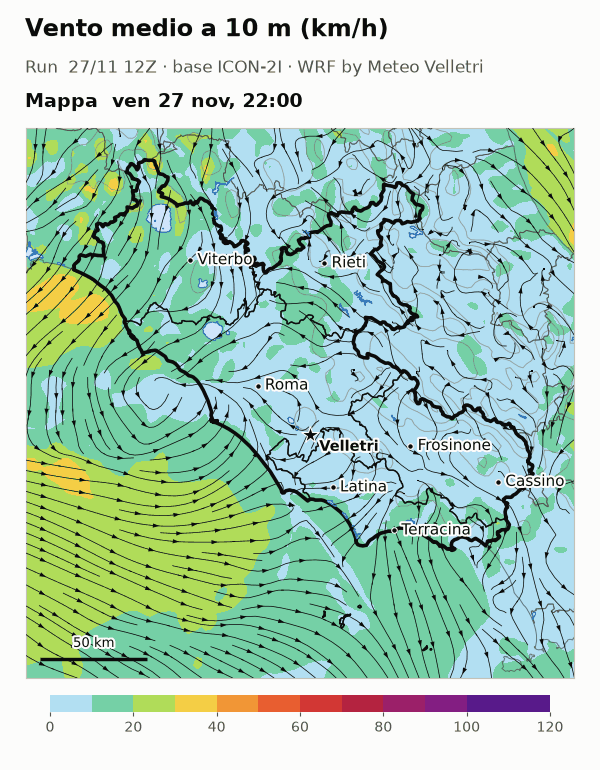 Vento medio a 10 m (km/h)
Run 27/11 12Z · base ICON-2I · WRF by Meteo Velletri
Mappa ven 27 nov, 22:00
Viterbo
Rieti
Roma
Velletri
Frosinone
Latina
Cassino
Terracina
50 km
0 20 40 60 80 100 120